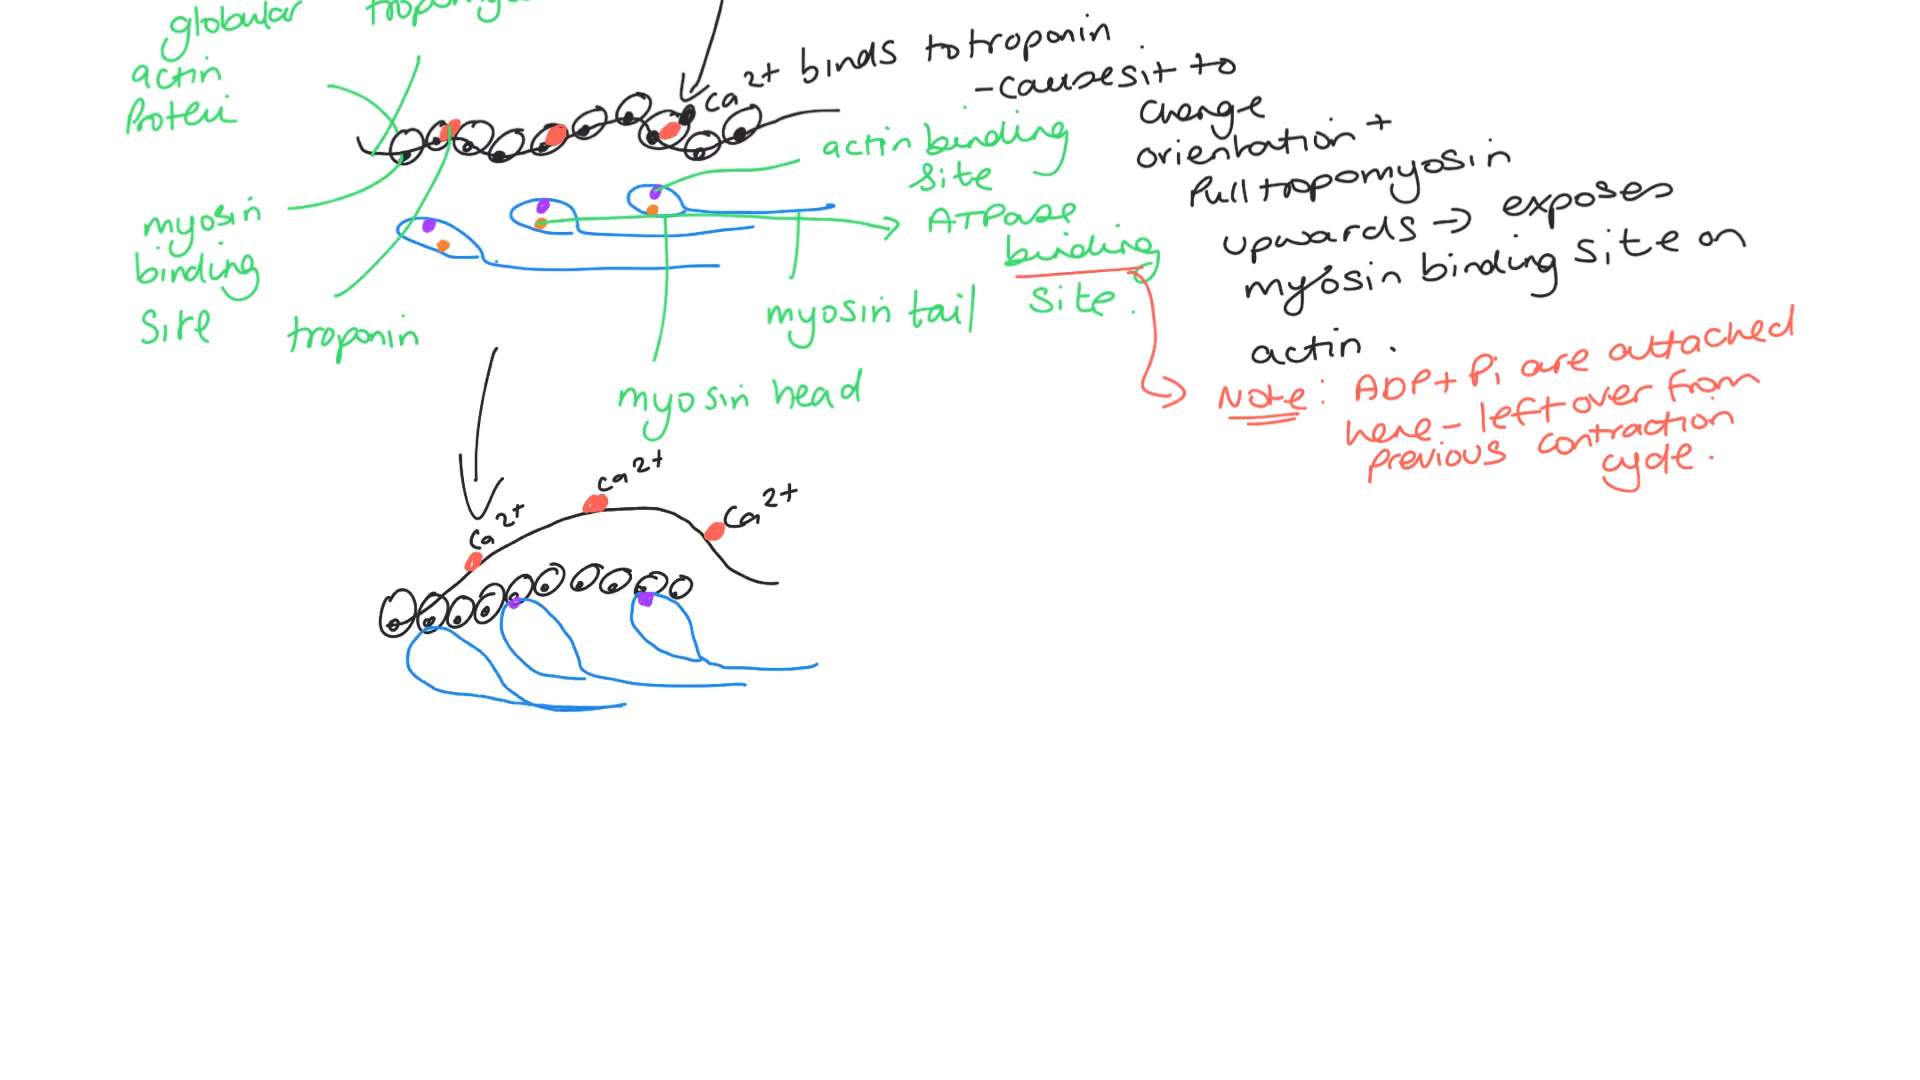 globular
actin
Protein
myosin
binding
Site
troponin
Ca2+ binds to troponin
- causes it to
change
orientation +
Pull tropomyosin
upwards → exposes
myosin binding site on
actin .
actin binding
site
ATPase
binding
site .
myosin tail
myosin head
Note : ADP + Pi are attached
here - left over from
previous contraction
cycle .
Ca2+
Ca2+
Ca2+